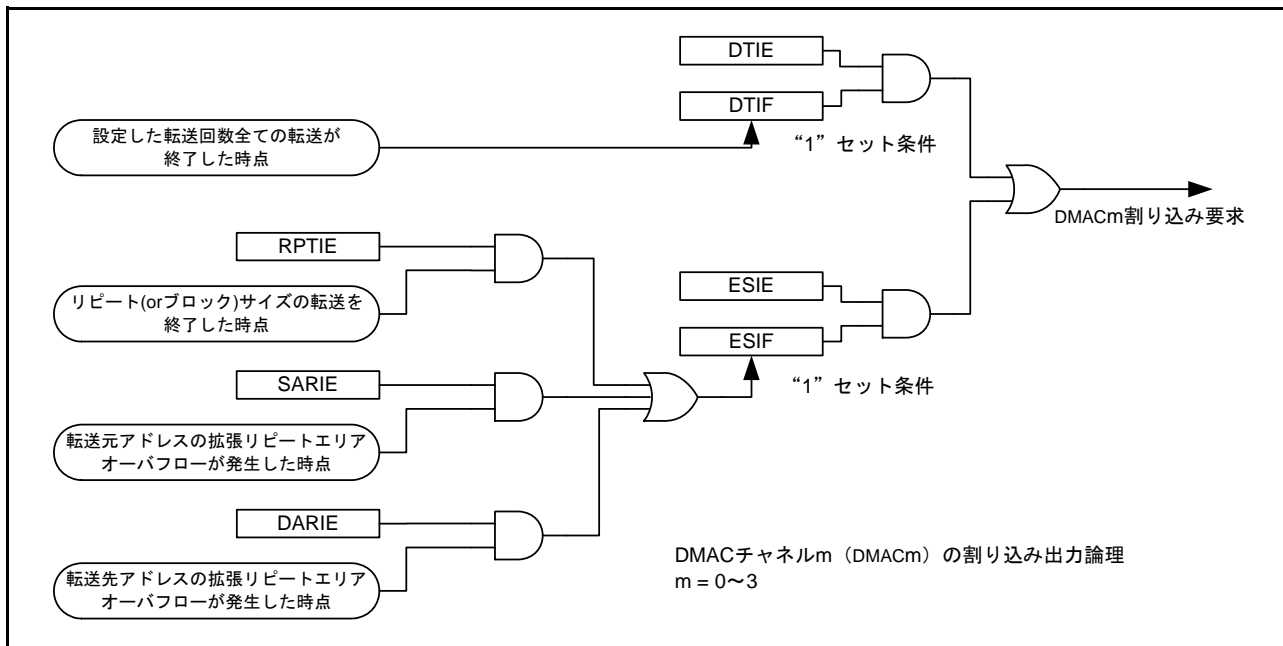 DTIE
DTIF
“1”セット条件
設定した転送回数全ての転送が
終了した時点
DMACm割り込み要求
RPTIE
リピート(orブロック)サイズの転送を
終了した時点
ESIE
ESIF
“1”セット条件
SARIE
転送元アドレスの拡張リピートエリア
オーバフローが発生した時点
DARIE
転送先アドレスの拡張リピートエリア
オーバフローが発生した時点
DMACチャネルm（DMACm）の割り込み出力論理
m = 0～3